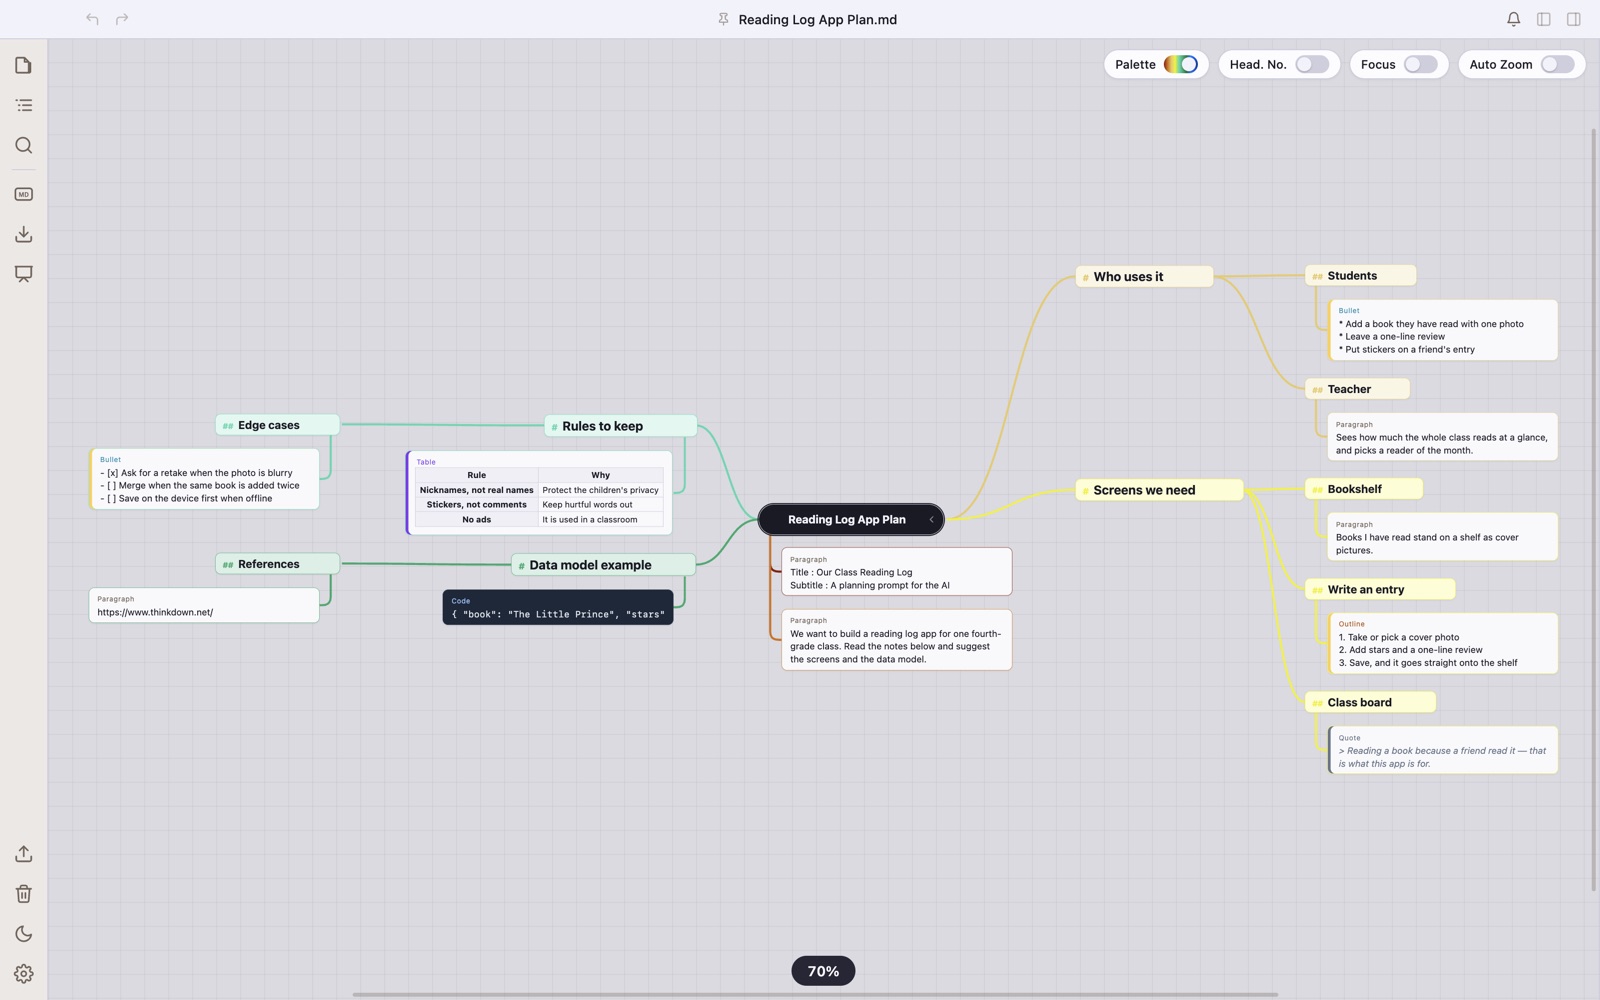 Reading Log App Plan.md
Palette
Head. No.
Focus
Auto Zoom
MD
# Who uses it
## Students
Bullet
* Add a book they have read with one photo
* Leave a one-line review
* Put stickers on a friend's entry
## Teacher
Paragraph
Sees how much the whole class reads at a glance,
and picks a reader of the month.
## Edge cases
Bullet
- [x] Ask for a retake when the photo is blurry
- [ ] Merge when the same book is added twice
- [ ] Save on the device first when offline
# Rules to keep
Table
Rule Why
Nicknames, not real names Protect the children's privacy
Stickers, not comments Keep hurtful words out
No ads It is used in a classroom
## References
Paragraph
https://www.thinkdown.net/
# Data model example
Code
{ "book": "The Little Prince", "stars"
Reading Log App Plan
Paragraph
Title : Our Class Reading Log
Subtitle : A planning prompt for the AI
Paragraph
We want to build a reading log app for one fourth-
grade class. Read the notes below and suggest
the screens and the data model.
# Screens we need
## Bookshelf
Paragraph
Books I have read stand on a shelf as cover
pictures.
## Write an entry
Outline
1. Take or pick a cover photo
2. Add stars and a one-line review
3. Save, and it goes straight onto the shelf
## Class board
Quote
> Reading a book because a friend read it — that
is what this app is for.
70%